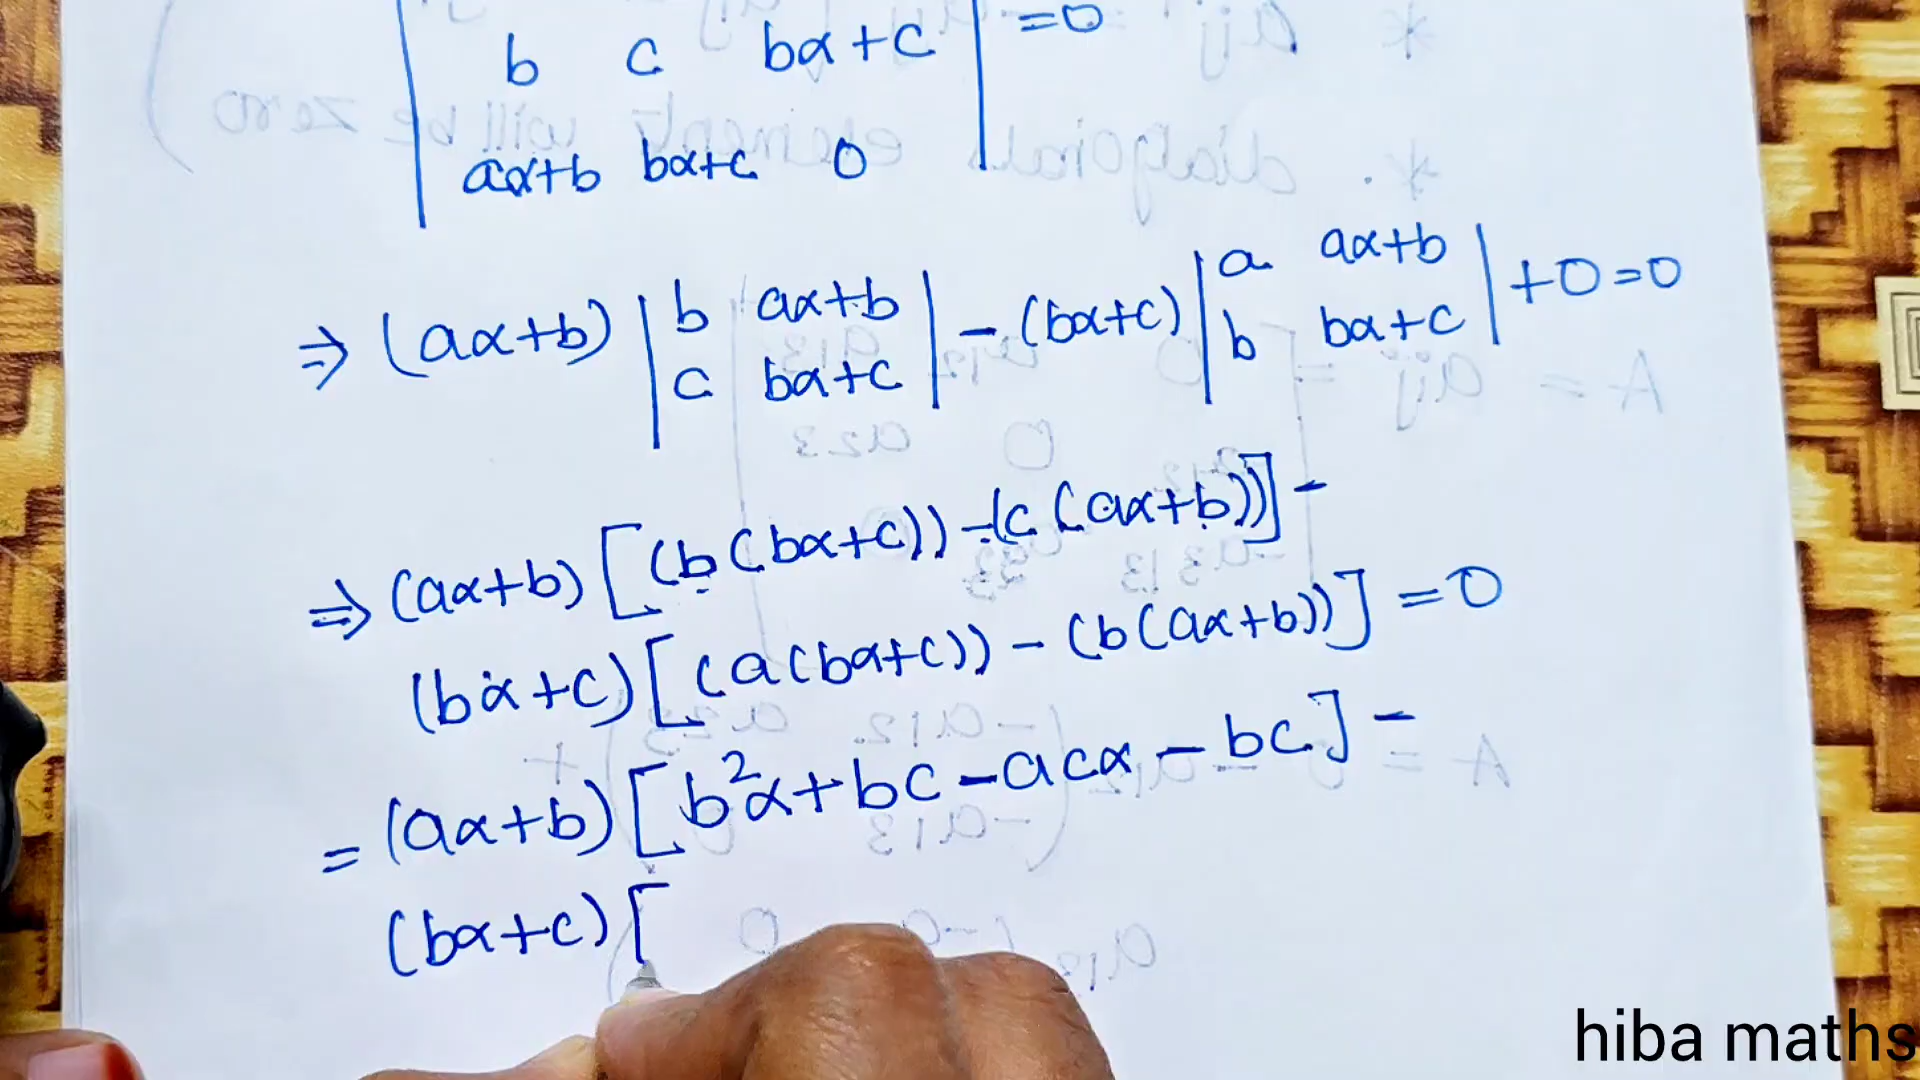 b c bα+c =0
aα+b bα+c 0
⇒ (aα+b) | b aα+b | - (bα+c) | a aα+b | +0=0
c bα+c b bα+c
⇒ (aα+b) [(b(bα+c)) - (c(aα+b))] -
(bα+c) [(a(bα+c)) - (b(aα+b))] = 0
= (aα+b) [b²α+bc-acα-bc] -
(bα+c) [
hiba maths